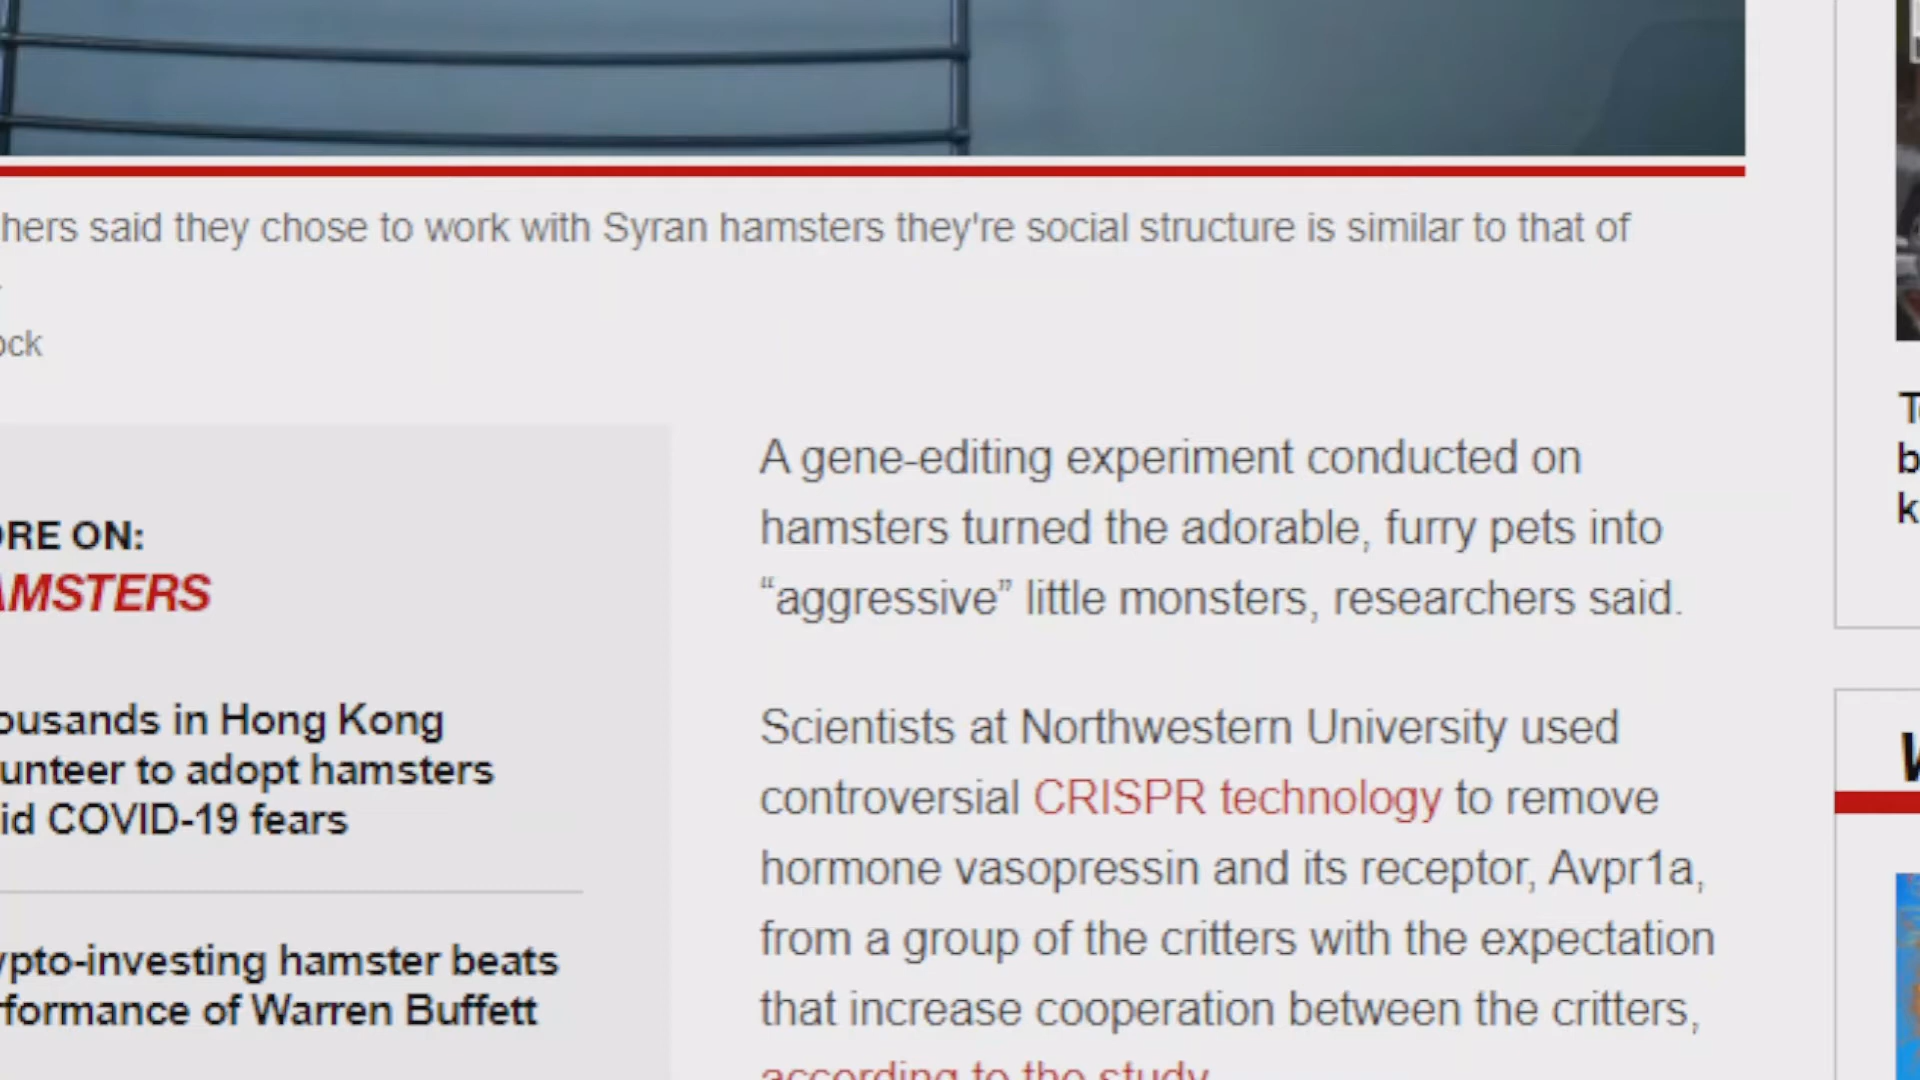 hers said they chose to work with Syran hamsters they're social structure is similar to that of
ock
ORE ON:
AMSTERS
ousands in Hong Kong
unteer to adopt hamsters
id COVID-19 fears
ypto-investing hamster beats
rformance of Warren Buffett
A gene-editing experiment conducted on
hamsters turned the adorable, furry pets into
“aggressive” little monsters, researchers said.
Scientists at Northwestern University used
controversial CRISPR technology to remove
hormone vasopressin and its receptor, Avpr1a,
from a group of the critters with the expectation
that increase cooperation between the critters,
according to the study